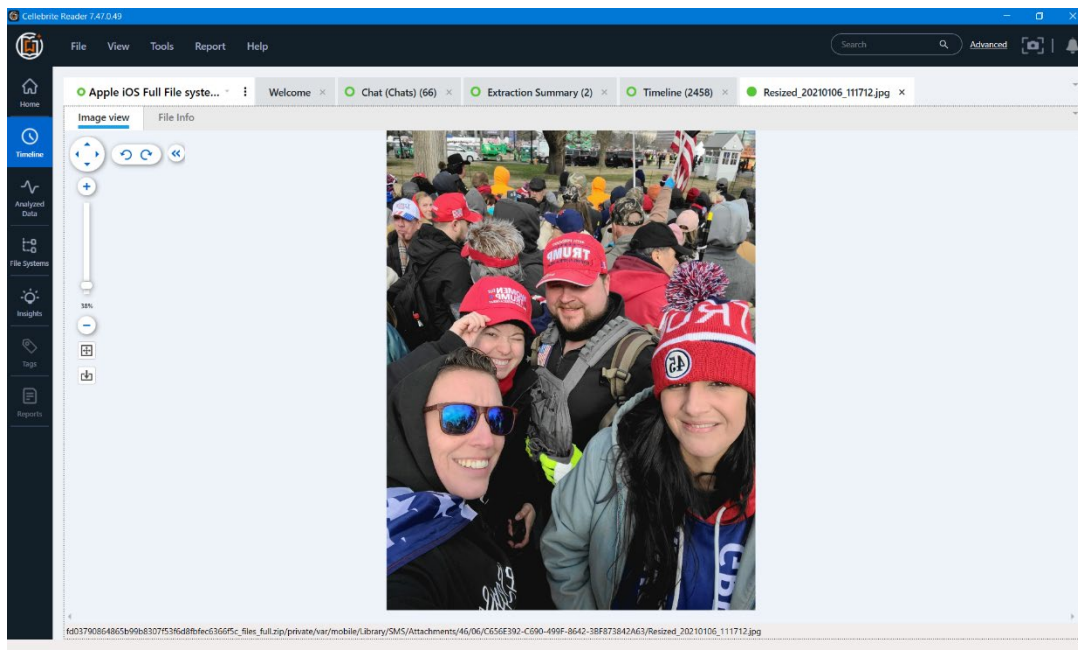 Cellebrite Reader 7.47.0.49
File View Tools Report Help
Search
Advanced
Home
Timeline
Analyzed Data
File Systems
Insights
Tags
Reports
Apple iOS Full File syste...
Welcome
Chat (Chats) (66)
Extraction Summary (2)
Timeline (2458)
Resized_20210106_111712.jpg
Image view File Info
38%
TRUMP
TRUMP
45
fd03790864865b99b8307f53f6d8fbfec6366f5c_files_full.zip/private/var/mobile/Library/SMS/Attachments/46/06/C656E392-C690-499F-8642-3BF873842A63/Resized_20210106_111712.jpg